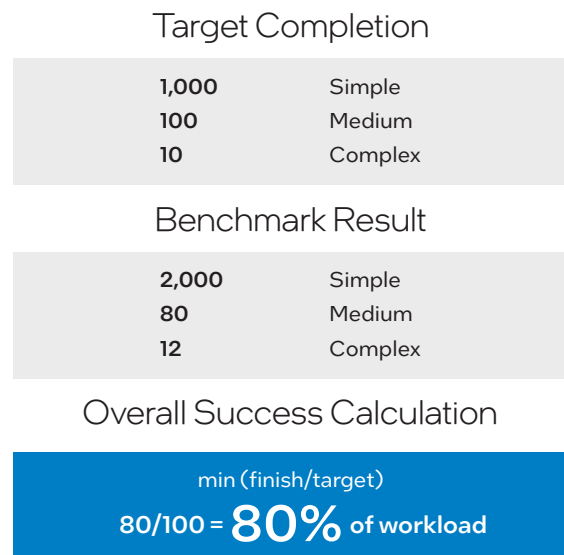 Target Completion
1,000 Simple
100 Medium
10 Complex
Benchmark Result
2,000 Simple
80 Medium
12 Complex
Overall Success Calculation
min (finish/target)
80/100 = 80% of workload